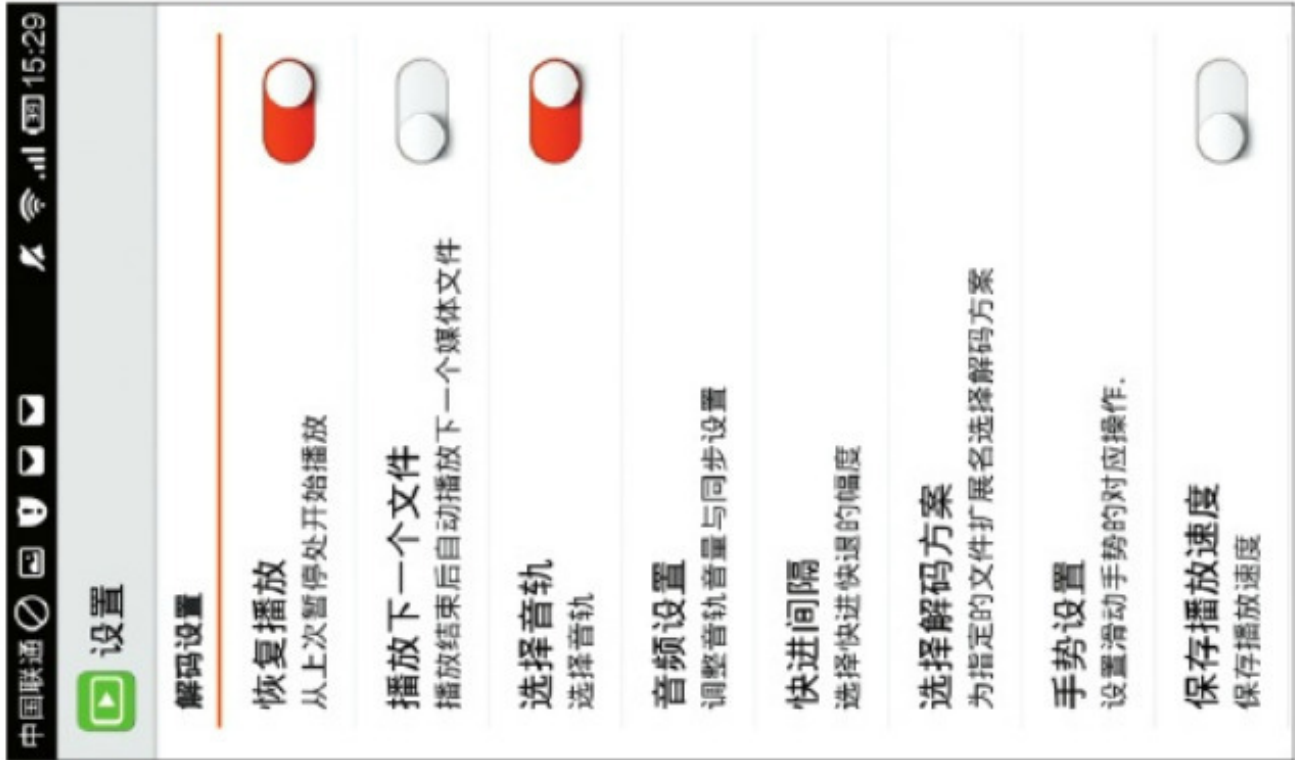 中国联通 39 15:29
设置
解码设置
恢复播放
从上次暂停处开始播放
播放下一个文件
播放结束后自动播放下一个媒体文件
选择音轨
选择音轨
音频设置
调整音轨音量与同步设置
快进间隔
选择快进快退的幅度
选择解码方案
为指定的文件扩展名选择解码方案
手势设置
设置滑动手势的对应操作.
保存播放速度
保存播放速度